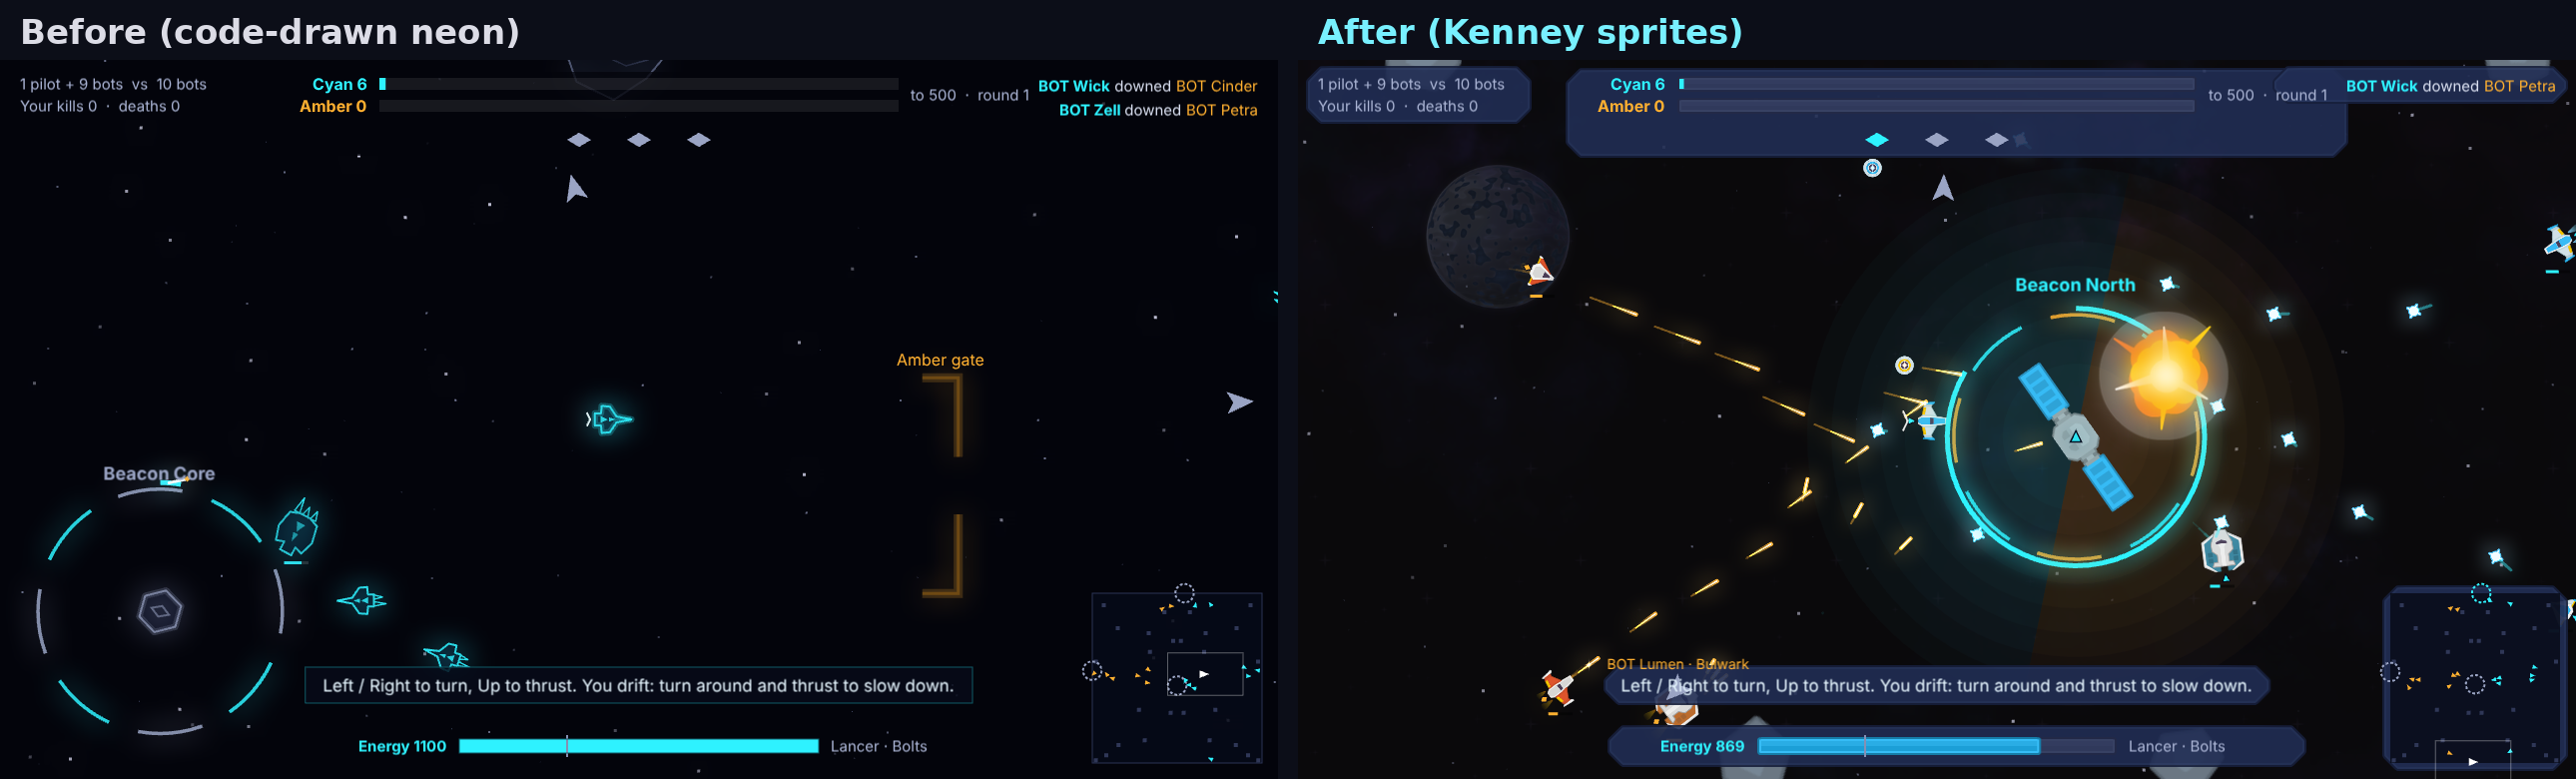 Before (code-drawn neon)
1 pilot + 9 bots vs 10 bots
Your kills 0 · deaths 0
Cyan 6
Amber 0
to 500 · round 1
BOT Wick downed BOT Cinder
BOT Zell downed BOT Petra
Amber gate
Beacon Core
Left / Right to turn, Up to thrust. You drift: turn around and thrust to slow down.
Energy 1100
Lancer · Bolts
After (Kenney sprites)
1 pilot + 9 bots vs 10 bots
Your kills 0 · deaths 0
Cyan 6
Amber 0
to 500 · round 1
BOT Wick downed BOT Petra
Beacon North
BOT Lumen · Bulwark
Left / Right to turn, Up to thrust. You drift: turn around and thrust to slow down.
Energy 869
Lancer · Bolts